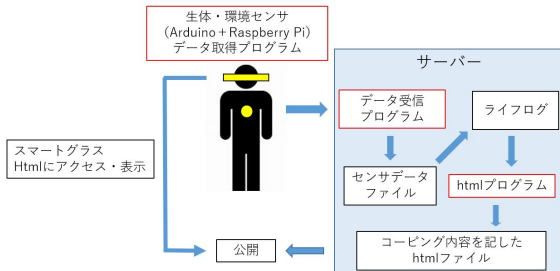 生体・環境センサ
（Arduino＋Raspberry Pi）
データ取得プログラム
サーバー
データ受信
プログラム
ライフログ
スマートグラス
Htmlにアクセス・表示
センサデータ
ファイル
htmlプログラム
公開
コーピング内容を記した
htmlファイル